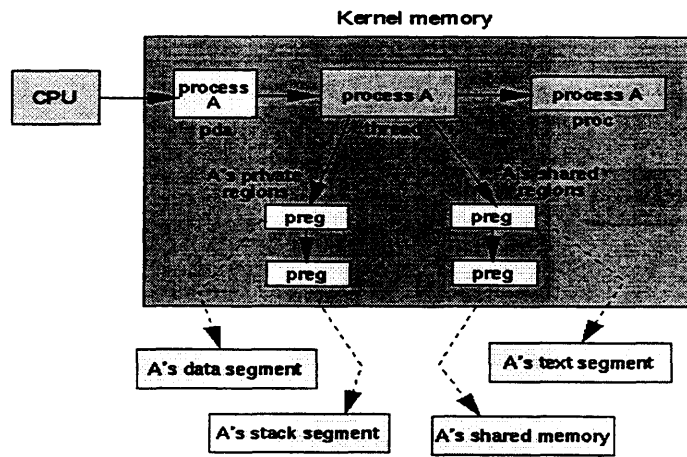 Kernel memory
CPU
process
A
pda
process A
thread
process A
proc
A's private
regions
A's shared
regions
preg
preg
preg
preg
A's data segment
A's text segment
A's stack segment
A's shared memory